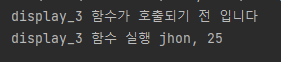 display_3 함수가 호출되기 전 입니다
display_3 함수 실행 jhon, 25